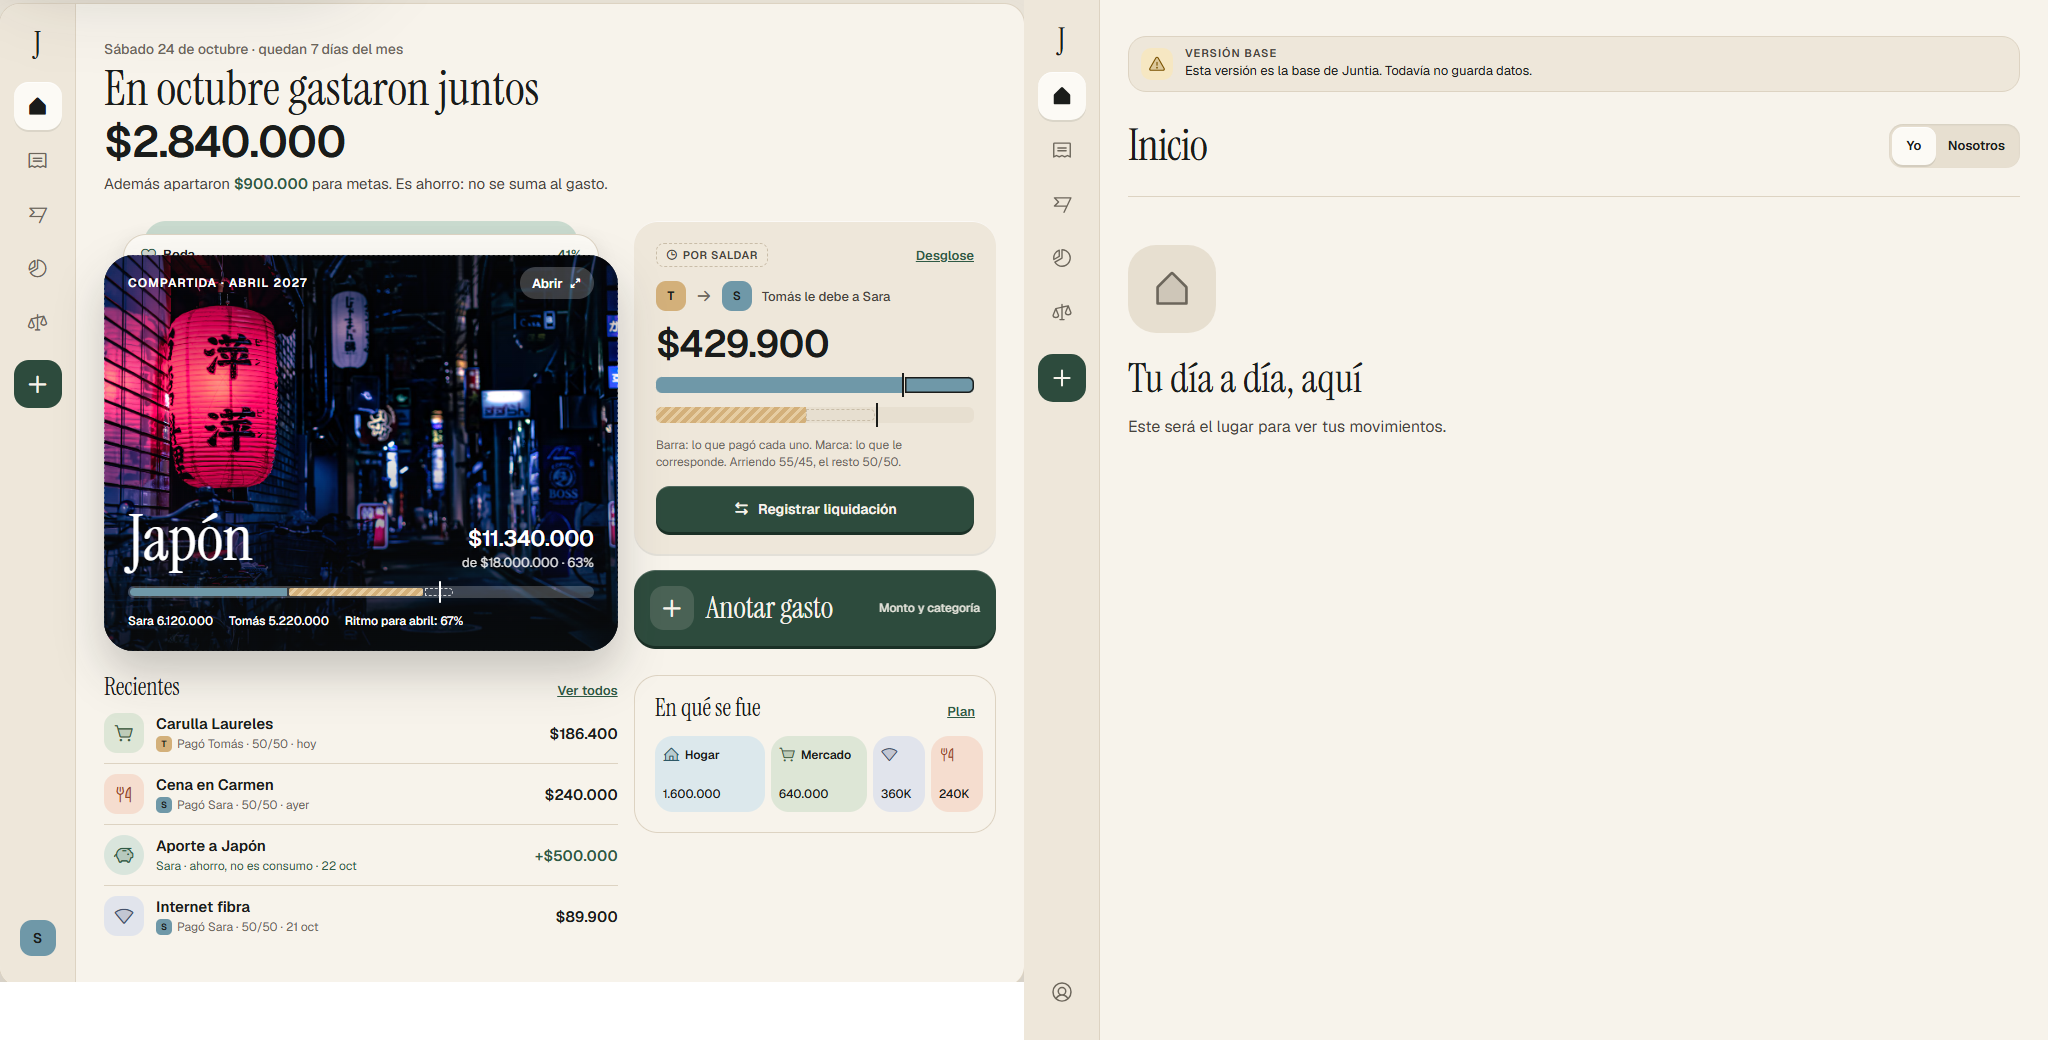 J
Sábado 24 de octubre · quedan 7 días del mes
En octubre gastaron juntos
$2.840.000
Además apartaron $900.000 para metas. Es ahorro: no se suma al gasto.
Boda 41%
COMPARTIDA · ABRIL 2027
Abrir
Japón
$11.340.000
de $18.000.000 · 63%
Sara 6.120.000 Tomás 5.220.000 Ritmo para abril: 67%
POR SALDAR
Desglose
T → S Tomás le debe a Sara
$429.900
Barra: lo que pagó cada uno. Marca: lo que le
corresponde. Arriendo 55/45, el resto 50/50.
Registrar liquidación
Anotar gasto
Monto y categoría
Recientes
Ver todos
Carulla Laureles
$186.400
T Pagó Tomás · 50/50 · hoy
Cena en Carmen
$240.000
S Pagó Sara · 50/50 · ayer
Aporte a Japón
+$500.000
Sara · ahorro, no es consumo · 22 oct
Internet fibra
$89.900
S Pagó Sara · 50/50 · 21 oct
En qué se fue
Plan
Hogar
1.600.000
Mercado
640.000
360K
240K
S
J
VERSIÓN BASE
Esta versión es la base de Juntia. Todavía no guarda datos.
Inicio
Yo Nosotros
Tu día a día, aquí
Este será el lugar para ver tus movimientos.